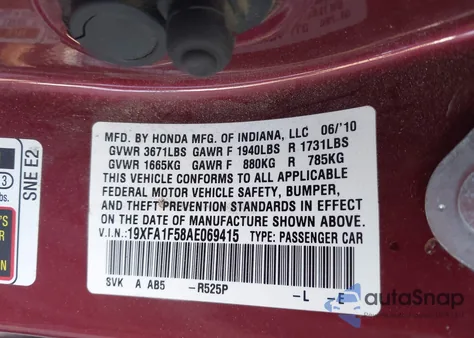 MFD. BY HONDA MFG. OF INDIANA, LLC 06/'10
GVWR 3671LBS GAWR F 1940LBS R 1731LBS
GVWR 1665KG GAWR F 880KG R 785KG
THIS VEHICLE CONFORMS TO ALL APPLICABLE
FEDERAL MOTOR VEHICLE SAFETY, BUMPER,
AND THEFT PREVENTION STANDARDS IN EFFECT
ON THE DATE OF MANUFACTURE SHOWN ABOVE.
V.I.N.:19XFA1F58AE069415 TYPE: PASSENGER CAR
SVK A AB5 -R525P -L -E
SNE E2
3
autoSnap